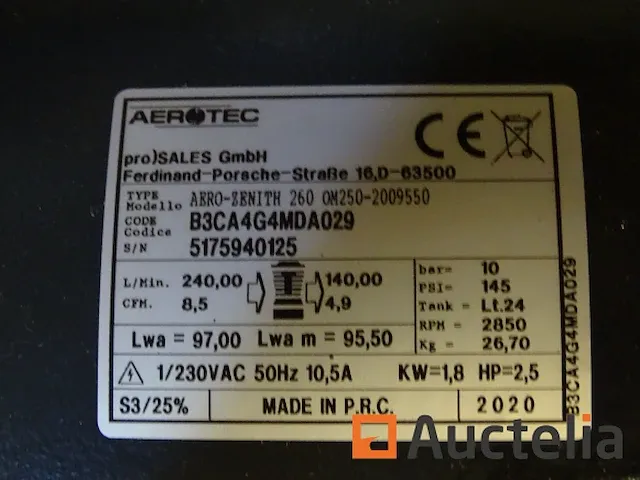 AEROTEC
pro)SALES GmbH
Ferdinand-Porsche-Straße 16,D-63500
CE
TYPE Modello AERO-ZENITH 260 OM250-2009550
CODE Codice B3CA4G4MDA029
S/N 5175940125
L/Min. 240,00 140,00
CFM. 8,5 4,9
bar= 10
PSI= 145
Tank = Lt.24
RPM = 2850
Kg = 26,70
Lwa = 97,00 Lwa m = 95,50
1/230VAC 50Hz 10,5A KW=1,8 HP=2,5
S3/25% MADE IN P.R.C. 2020
B3CA4G4MDA029
Auctelia